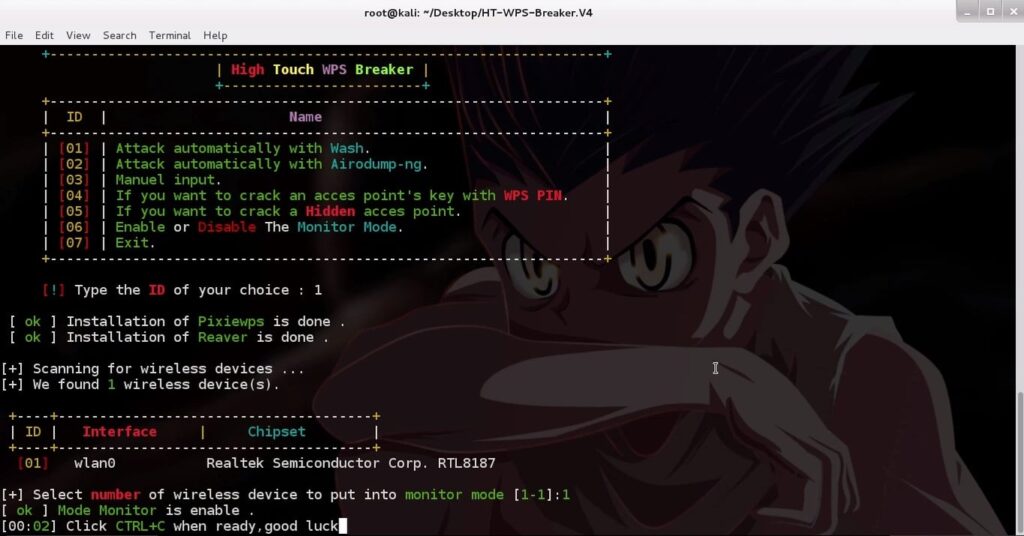 root@kali: ~/Desktop/HT-WPS-Breaker.V4
File Edit View Search Terminal Help
+--------------------------------------------------------------------+
| High Touch WPS Breaker |
+------------------------+
+--------------------------------------------------------------------+
| ID | Name |
+--------------------------------------------------------------------+
| [01] | Attack automatically with Wash. |
| [02] | Attack automatically with Airodump-ng. |
| [03] | Manuel input. |
| [04] | If you want to crack an acces point's key with WPS PIN. |
| [05] | If you want to crack a Hidden acces point. |
| [06] | Enable or Disable The Monitor Mode. |
| [07] | Exit. |
+--------------------------------------------------------------------+
[!] Type the ID of your choice : 1
[ ok ] Installation of Pixiewps is done .
[ ok ] Installation of Reaver is done .
[+] Scanning for wireless devices ...
[+] We found 1 wireless device(s).
+----+---------------------------------------+
| ID | Interface | Chipset |
+----+---------------------------------------+
[01] wlan0 Realtek Semiconductor Corp. RTL8187
[+] Select number of wireless device to put into monitor mode [1-1]:1
[ ok ] Mode Monitor is enable .
[00:02] Click CTRL+C when ready,good luck